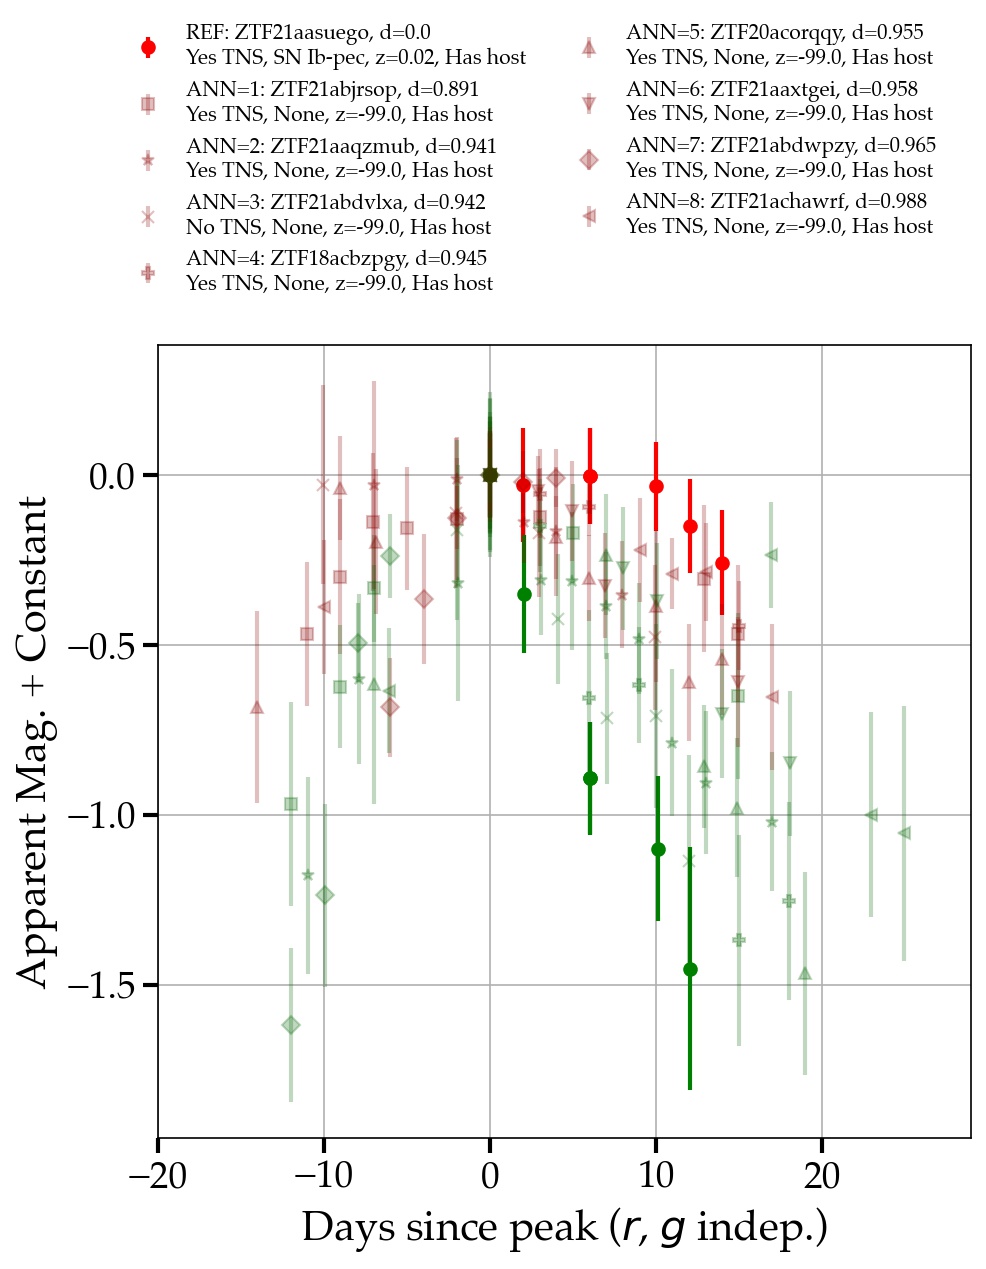 REF: ZTF21aasuego, d=0.0
Yes TNS, SN Ib-pec, z=0.02, Has host
ANN=1: ZTF21abjrsop, d=0.891
Yes TNS, None, z=-99.0, Has host
ANN=2: ZTF21aaqzmub, d=0.941
Yes TNS, None, z=-99.0, Has host
ANN=3: ZTF21abdvlxa, d=0.942
No TNS, None, z=-99.0, Has host
ANN=4: ZTF18acbzpgy, d=0.945
Yes TNS, None, z=-99.0, Has host
ANN=5: ZTF20acorqqy, d=0.955
Yes TNS, None, z=-99.0, Has host
ANN=6: ZTF21aaxtgei, d=0.958
Yes TNS, None, z=-99.0, Has host
ANN=7: ZTF21abdwpzy, d=0.965
Yes TNS, None, z=-99.0, Has host
ANN=8: ZTF21achawrf, d=0.988
Yes TNS, None, z=-99.0, Has host
Apparent Mag. + Constant
0.0
−0.5
−1.0
−1.5
−20
−10
0
10
20
Days since peak (r, g indep.)